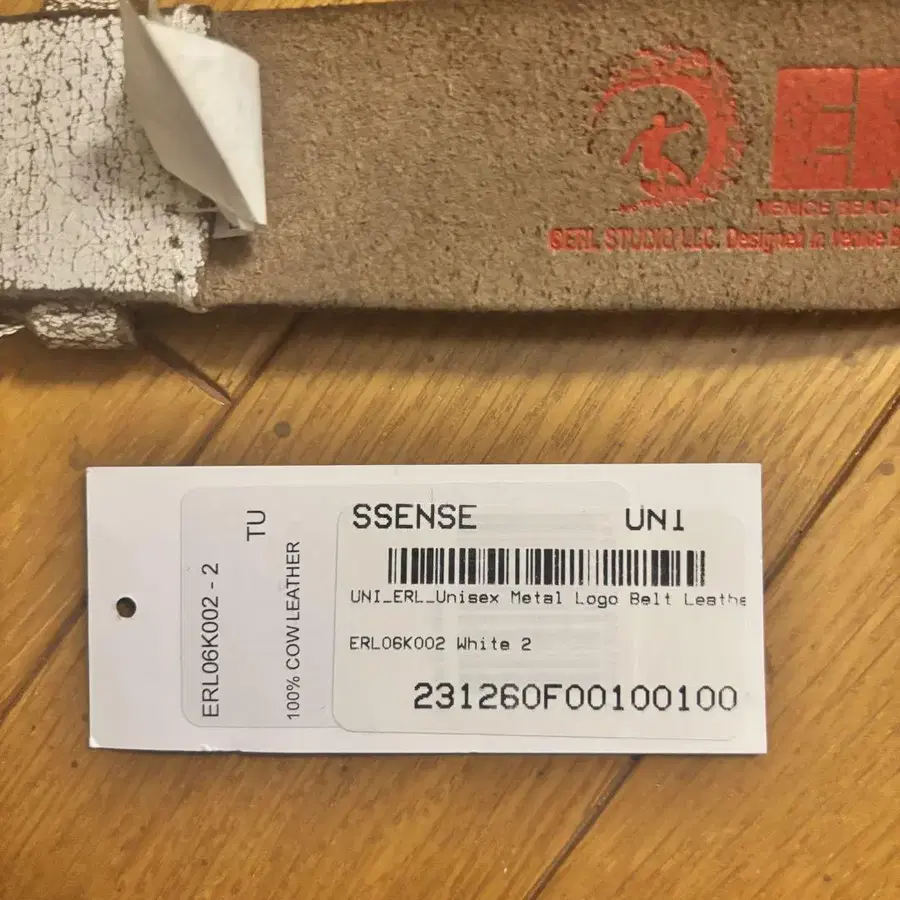 VENICE BEACH
©ERL STUDIO LLC. Designed in Venice
ERL06K002 - 2
TU
100% COW LEATHER
SSENSE UNI
UNI_ERL_Unisex Metal Logo Belt Leathe
ERL06K002 White 2
231260F00100100